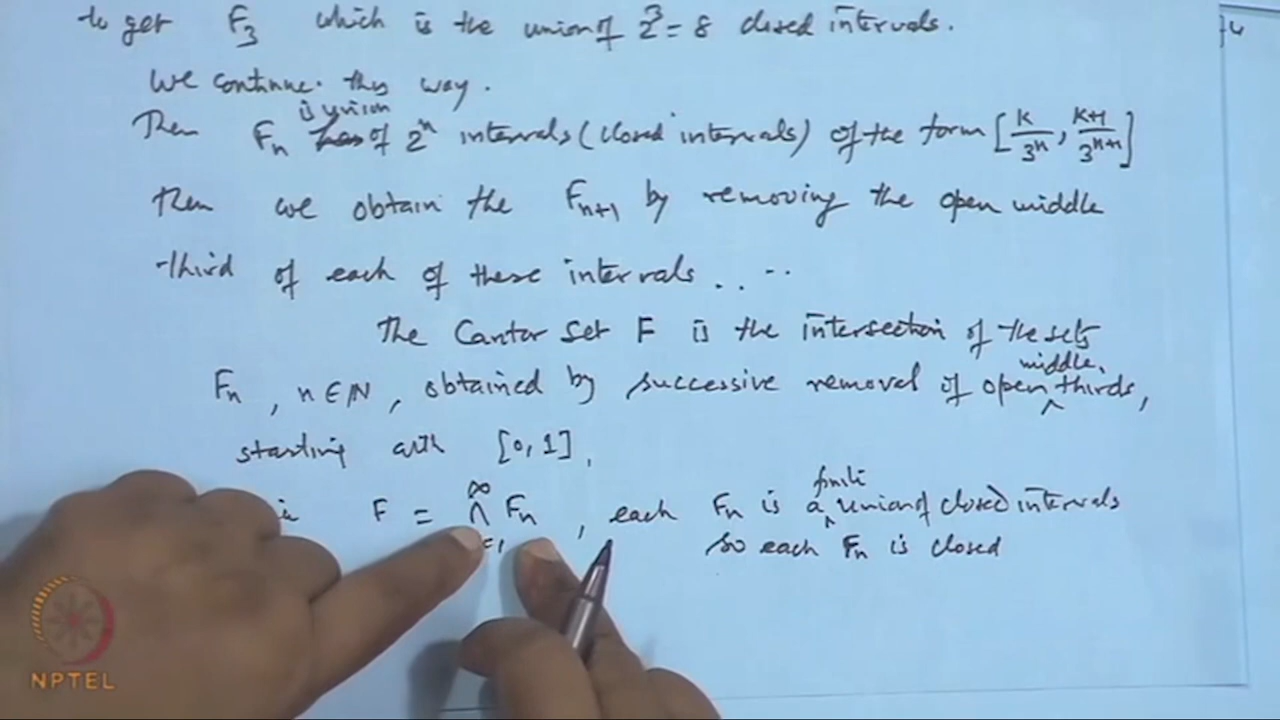 to get F₃ which is the union of 2³ = 8 closed intervals.
We continue this way.
Then Fₙ is union of 2ⁿ intervals (closed intervals) of the form [k/3ⁿ, k+1/3ⁿ⁺¹]
Then we obtain the Fₙ₊₁ by removing the open middle
-third of each of these intervals . . - -
The Cantor Set F is the intersection of the sets
Fₙ, n ∈ N, obtained by successive removal of open middle thirds,
starting with [0, 1],
F = ∩ Fₙ, each Fₙ is a finite union of closed intervals
so each Fₙ is closed
NPTEL